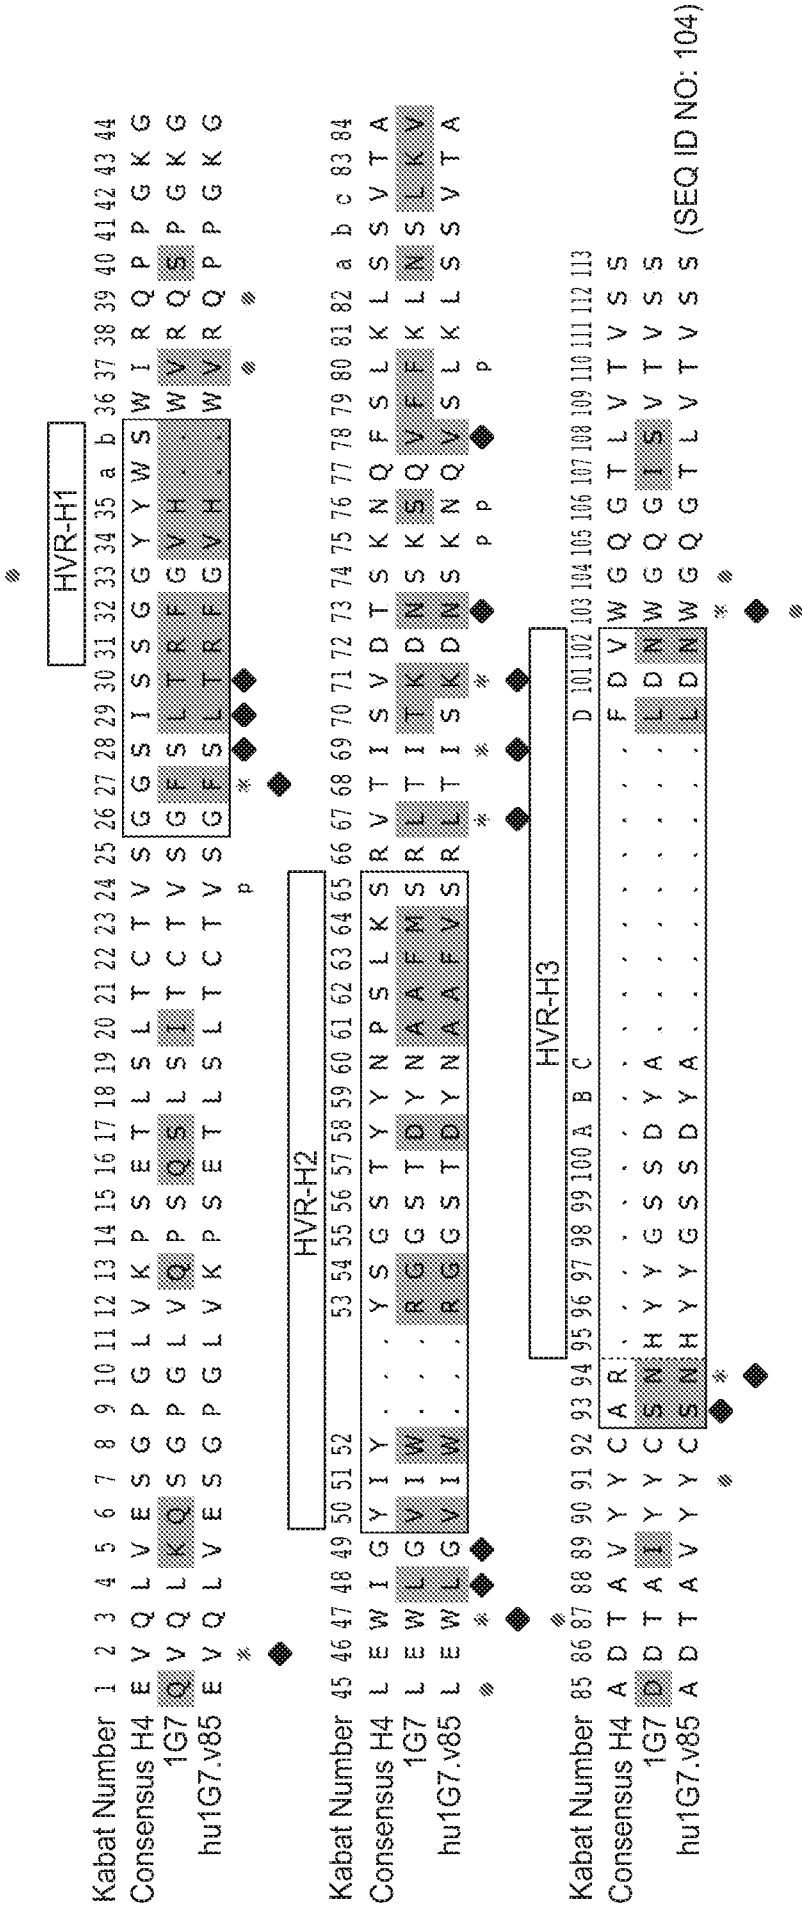 HVR-H1
Kabat Number 1 2 3 4 5 6 7 8 9 10 11 12 13 14 15 16 17 18 19 20 21 22 23 24 25 26 27 28 29 30 31 32 33 34 35 a b 36 37 38 39 40 41 42 43 44
Consensus H4 E V Q L V E S G P G L V K P S E T L S L T C T V S G G S I S S G G Y Y W S W I R Q P P G K G
1G7 Q V Q L K Q S G P G L V Q P S Q S L S I T C T V S G F S L T R F G V H . . W V R Q S P G K G
hu1G7.v85 E V Q L V E S G P G L V K P S E T L S L T C T V S G F S L T R F G V H . . W V R Q P P G K G
* p * ◆ ◆ ◆ # #
◆ ◆ #
HVR-H2
Kabat Number 45 46 47 48 49 50 51 52 53 54 55 56 57 58 59 60 61 62 63 64 65 66 67 68 69 70 71 72 73 74 75 76 77 78 79 80 81 82 a b c 83 84
Consensus H4 L E W I G Y I Y . . . Y S G S T Y Y N P S L K S R V T I S V D T S K N Q F S L K L S S V T A
1G7 L E W L G V I W . . . R G G S T D Y N A A F M S R L T I T K D N S K S Q V F F K L N S L K V
hu1G7.v85 L E W L G V I W . . . R G G S T D Y N A A F V S R L T I S K D N S K N Q V S L K L S S V T A
# * ◆ ◆ * * * ◆ p p ◆ p
◆ ◆ ◆ ◆
#
HVR-H3
Kabat Number 85 86 87 88 89 90 91 92 93 94 95 96 97 98 99 100 A B C D 101 102 103 104 105 106 107 108 109 110 111 112 113
Consensus H4 A D T A V Y Y C A R . . . . . . . . . . . . . . . . . . F D V W G Q G T L V T V S S
1G7 D D T A I Y Y C S N H Y Y G S S D Y A . . . . . . . . . L D N W G Q G I S V T V S S
hu1G7.v85 A D T A V Y Y C S N H Y Y G S S D Y A . . . . . . . . . L D N W G Q G T L V T V S S (SEQ ID NO: 104)
# ◆ * * #
◆ ◆
#